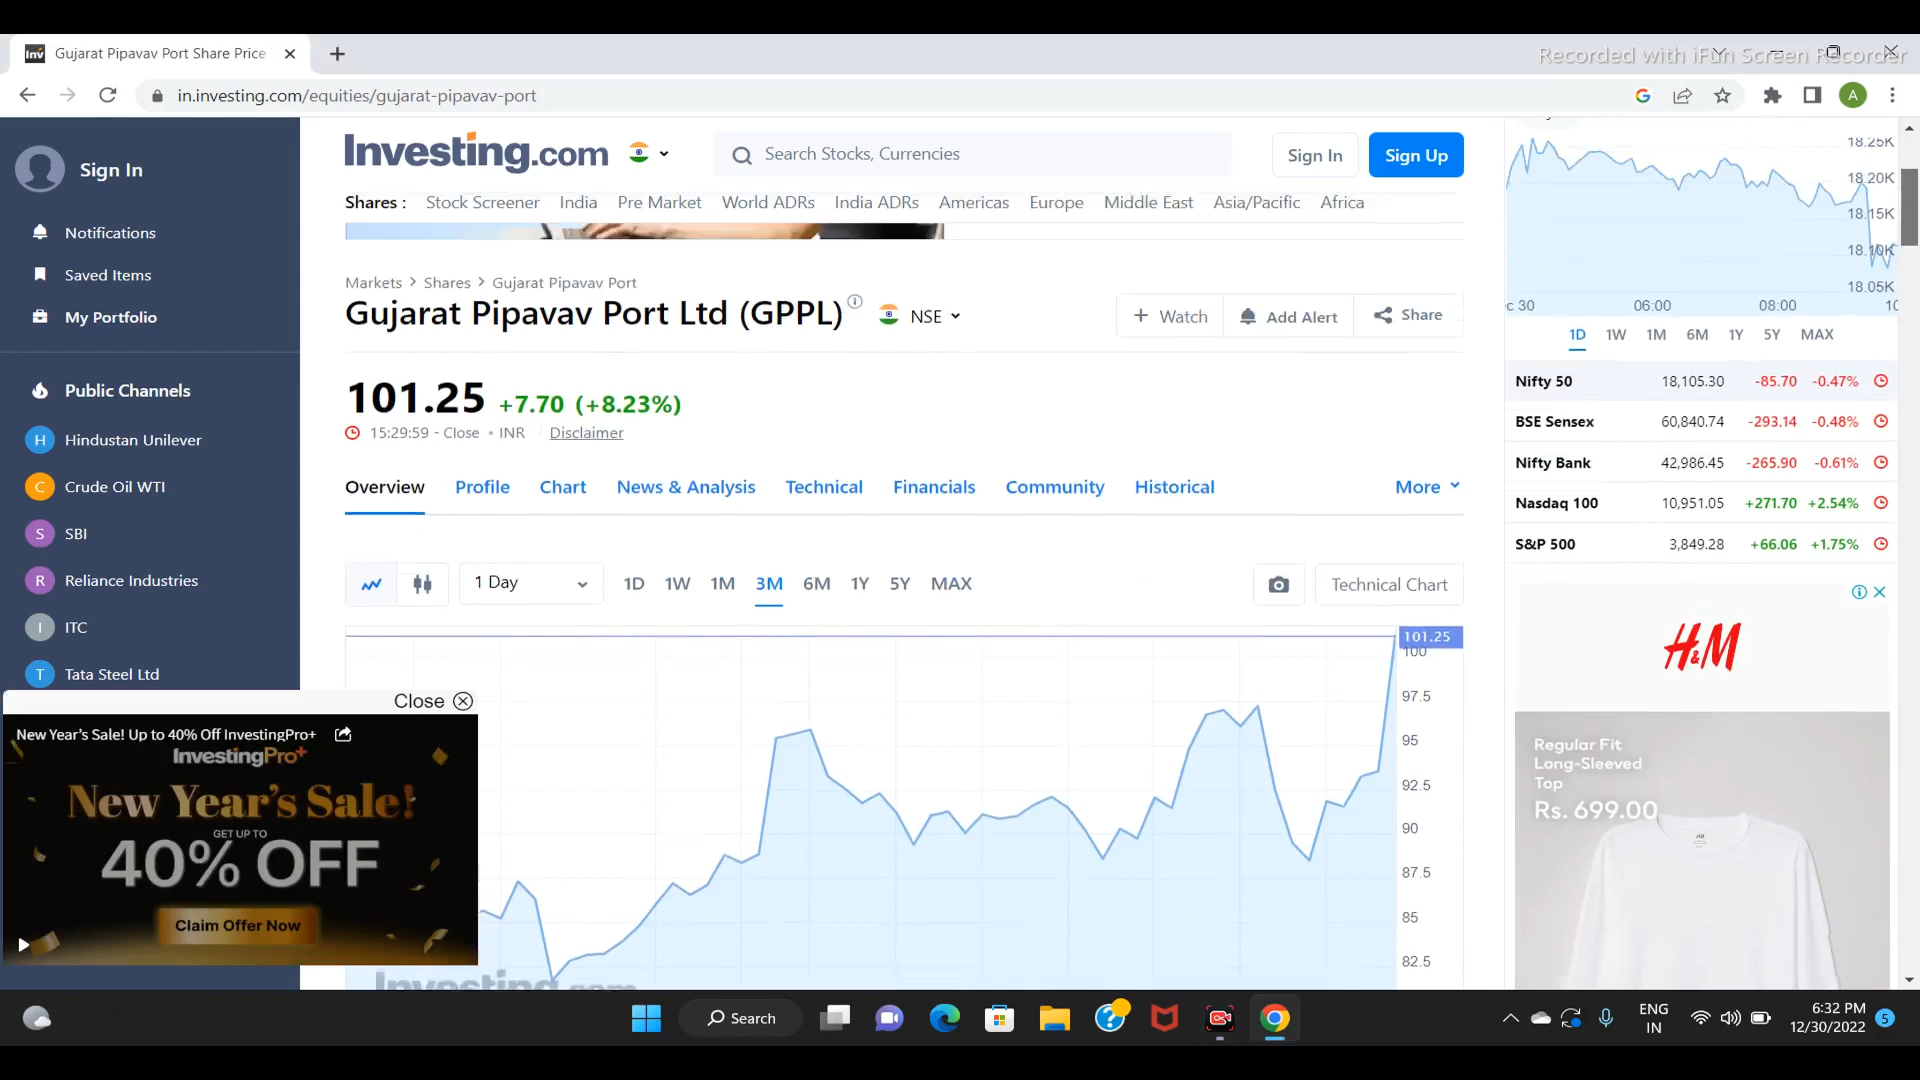 Gujarat Pipavav Port Share Price
Recorded with iFun Screen Recorder
in.investing.com/equities/gujarat-pipavav-port
A
Sign In
Notifications
Saved Items
My Portfolio
Public Channels
H Hindustan Unilever
C Crude Oil WTI
S SBI
R Reliance Industries
I ITC
T Tata Steel Ltd
Close
New Year's Sale! Up to 40% Off InvestingPro+
InvestingPro+
New Year's Sale!
GET UP TO
40% OFF
Claim Offer Now
Investing.com
Search Stocks, Currencies
Sign In
Sign Up
Shares : Stock Screener India Pre Market World ADRs India ADRs Americas Europe Middle East Asia/Pacific Africa
Markets > Shares > Gujarat Pipavav Port
Gujarat Pipavav Port Ltd (GPPL) NSE
+ Watch
Add Alert
Share
101.25 +7.70 (+8.23%)
15:29:59 - Close • INR Disclaimer
Overview Profile Chart News & Analysis Technical Financials Community Historical More
1 Day 1D 1W 1M 3M 6M 1Y 5Y MAX
Technical Chart
101.25
100
97.5
95
92.5
90
87.5
85
82.5
Investing.com
18.25K
18.20K
18.15K
18.10K
18.05K
c 30 06:00 08:00 10
1D 1W 1M 6M 1Y 5Y MAX
Nifty 50 18,105.30 -85.70 -0.47%
BSE Sensex 60,840.74 -293.14 -0.48%
Nifty Bank 42,986.45 -265.90 -0.61%
Nasdaq 100 10,951.05 +271.70 +2.54%
S&P 500 3,849.28 +66.06 +1.75%
H&M
Regular Fit
Long-Sleeved
Top
Rs. 699.00
Search
ENG
IN
6:32 PM
12/30/2022
5